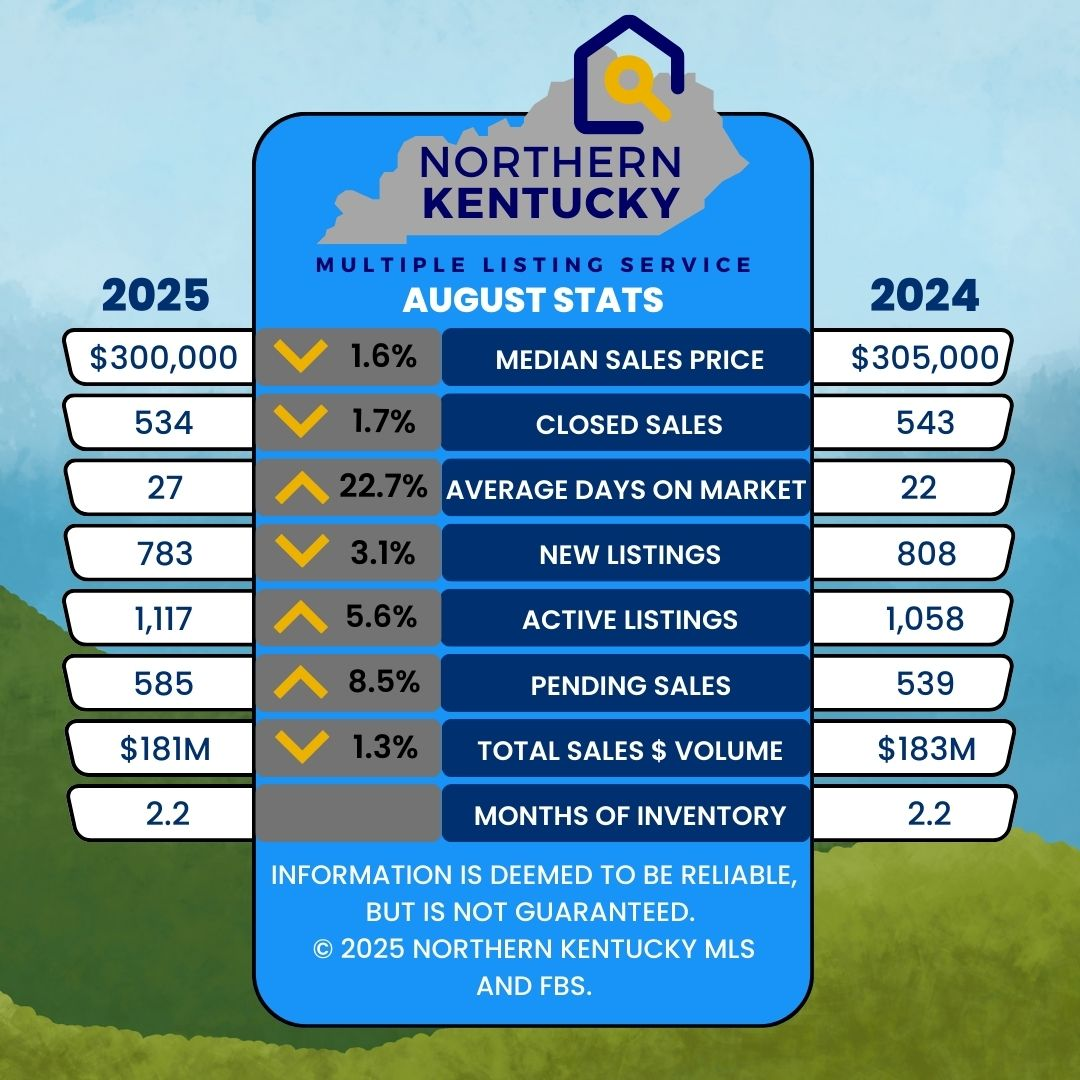 NORTHERN
KENTUCKY
MULTIPLE LISTING SERVICE
2025 AUGUST STATS 2024
$300,000 1.6% MEDIAN SALES PRICE $305,000
534 1.7% CLOSED SALES 543
27 22.7% AVERAGE DAYS ON MARKET 22
783 3.1% NEW LISTINGS 808
1,117 5.6% ACTIVE LISTINGS 1,058
585 8.5% PENDING SALES 539
$181M 1.3% TOTAL SALES $ VOLUME $183M
2.2 MONTHS OF INVENTORY 2.2
INFORMATION IS DEEMED TO BE RELIABLE,
BUT IS NOT GUARANTEED.
© 2025 NORTHERN KENTUCKY MLS
AND FBS.